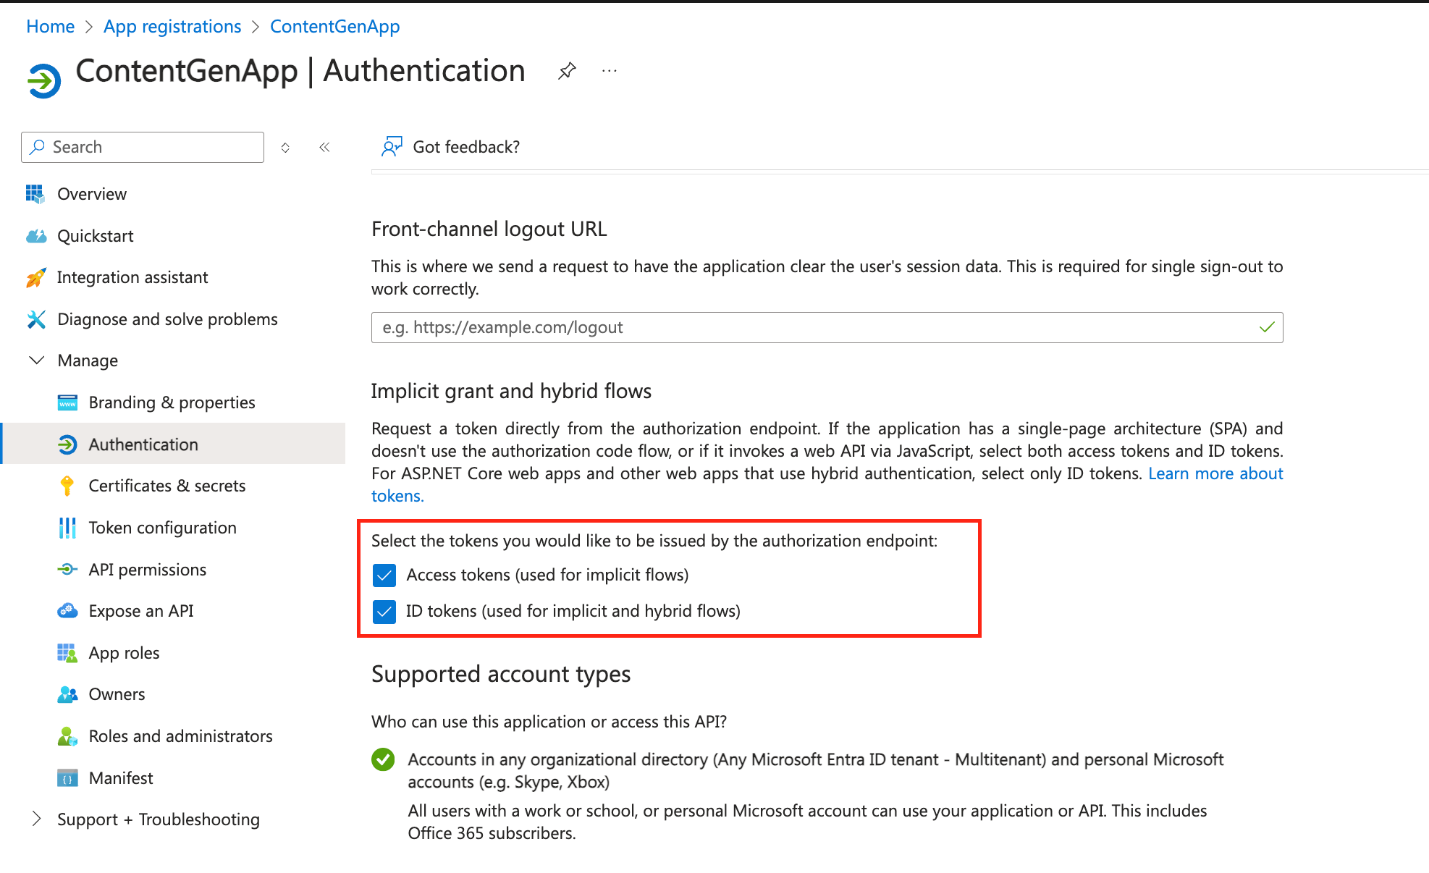 Home > App registrations > ContentGenApp
ContentGenApp | Authentication
Search
Got feedback?
Overview
Quickstart
Integration assistant
Diagnose and solve problems
Manage
Branding & properties
Authentication
Certificates & secrets
Token configuration
API permissions
Expose an API
App roles
Owners
Roles and administrators
Manifest
Support + Troubleshooting
Front-channel logout URL
This is where we send a request to have the application clear the user's session data. This is required for single sign-out to
work correctly.
e.g. https://example.com/logout
Implicit grant and hybrid flows
Request a token directly from the authorization endpoint. If the application has a single-page architecture (SPA) and
doesn't use the authorization code flow, or if it invokes a web API via JavaScript, select both access tokens and ID tokens.
For ASP.NET Core web apps and other web apps that use hybrid authentication, select only ID tokens. Learn more about
tokens.
Select the tokens you would like to be issued by the authorization endpoint:
Access tokens (used for implicit flows)
ID tokens (used for implicit and hybrid flows)
Supported account types
Who can use this application or access this API?
Accounts in any organizational directory (Any Microsoft Entra ID tenant - Multitenant) and personal Microsoft
accounts (e.g. Skype, Xbox)
All users with a work or school, or personal Microsoft account can use your application or API. This includes
Office 365 subscribers.